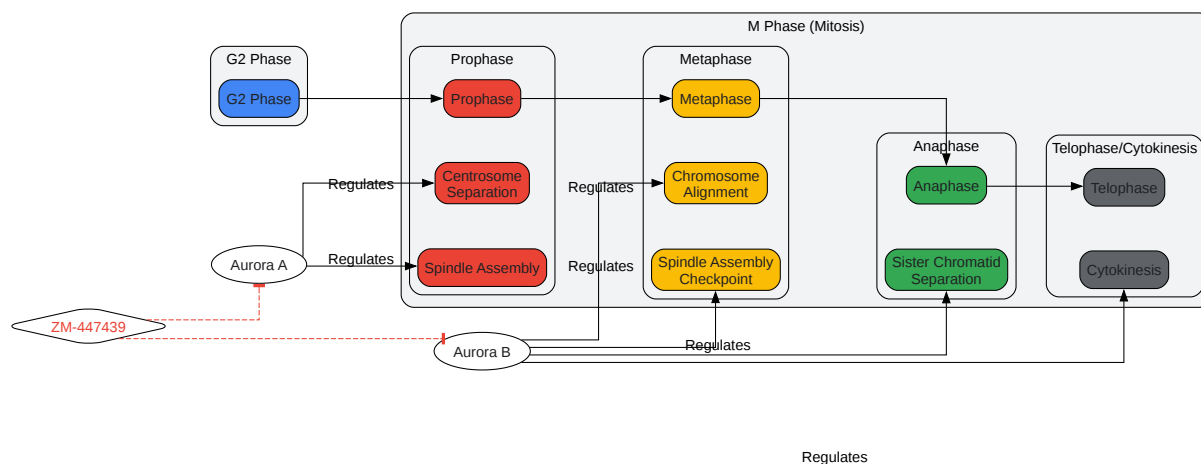 M Phase (Mitosis)
G2 Phase
Prophase
Metaphase
G2 Phase
Prophase
Metaphase
Anaphase
Telophase/Cytokinesis
Regulates
Centrosome
Separation
Regulates
Chromosome
Alignment
Anaphase
Telophase
Aurora A
Regulates
Spindle Assembly
Regulates
Spindle Assembly
Checkpoint
Sister Chromatid
Separation
Cytokinesis
ZM-447439
Aurora B
Regulates
Regulates